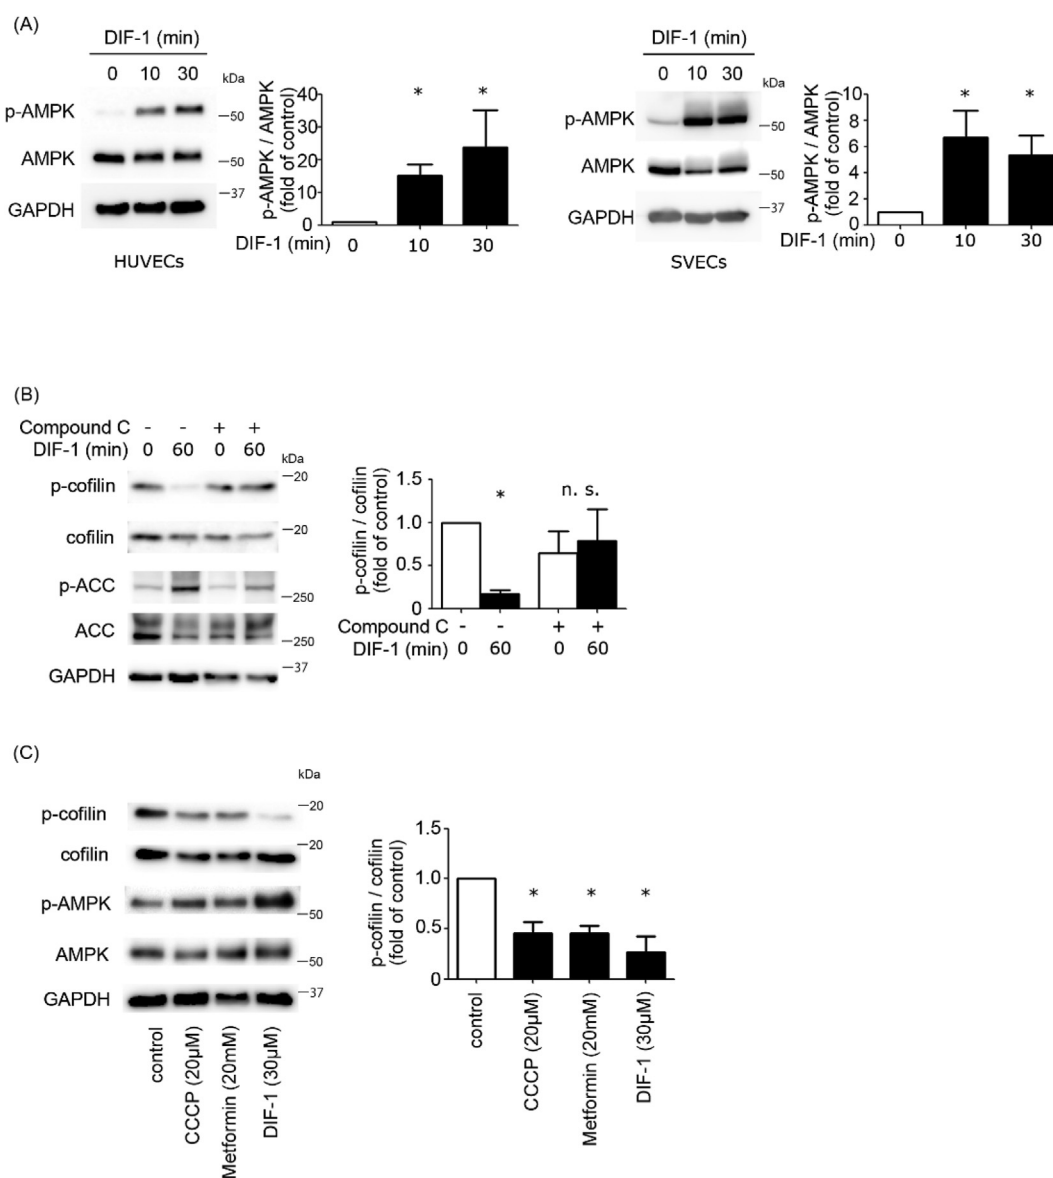 (A)
DIF-1 (min)
0 10 30
kDa
p-AMPK
50
AMPK
50
37
GAPDH
HUVECs
p-AMPK / AMPK
(fold of control)
40
30
20
10
0
* *
DIF-1 (min) 0 10 30
DIF-1 (min)
0 10 30
kDa
p-AMPK
50
AMPK
50
37
GAPDH
SVECs
p-AMPK / AMPK
(fold of control)
10
8
6
4
2
0
* *
DIF-1 (min) 0 10 30
(B)
Compound C - - + +
DIF-1 (min) 0 60 0 60
kDa
20
p-cofilin
20
cofilin
p-ACC
250
ACC
250
37
GAPDH
p-cofilin / cofilin
(fold of control)
1.5
1.0
0.5
0
* n. s.
Compound C - - + +
DIF-1 (min) 0 60 0 60
(C)
kDa
20
p-cofilin
20
cofilin
p-AMPK
50
AMPK
50
37
GAPDH
control
CCCP (20μM)
Metformin (20mM)
DIF-1 (30μM)
p-cofilin / cofilin
(fold of control)
1.5
1.0
0.5
0
* * *
control
CCCP (20μM)
Metformin (20mM)
DIF-1 (30μM)